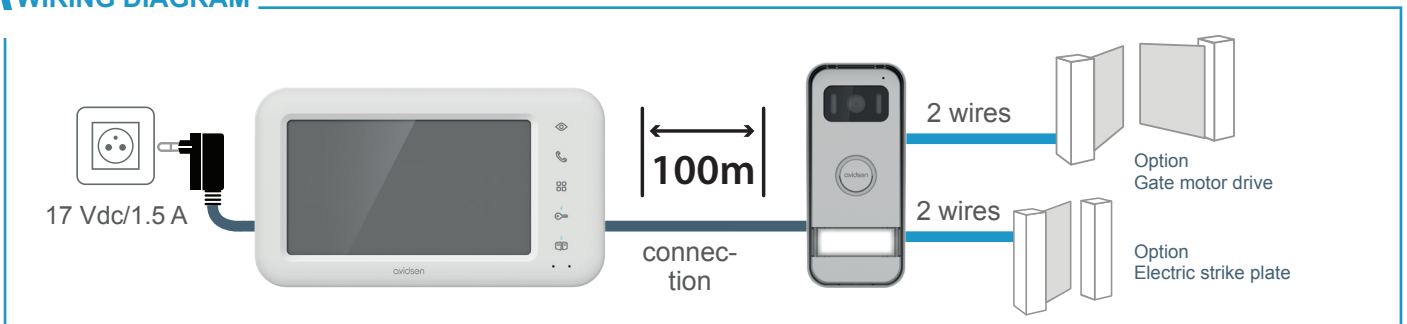 WIRING DIAGRAM
17 Vdc/1.5 A
avidsen
100m
connec-
tion
avidsen
2 wires
Option
Gate motor drive
2 wires
Option
Electric strike plate